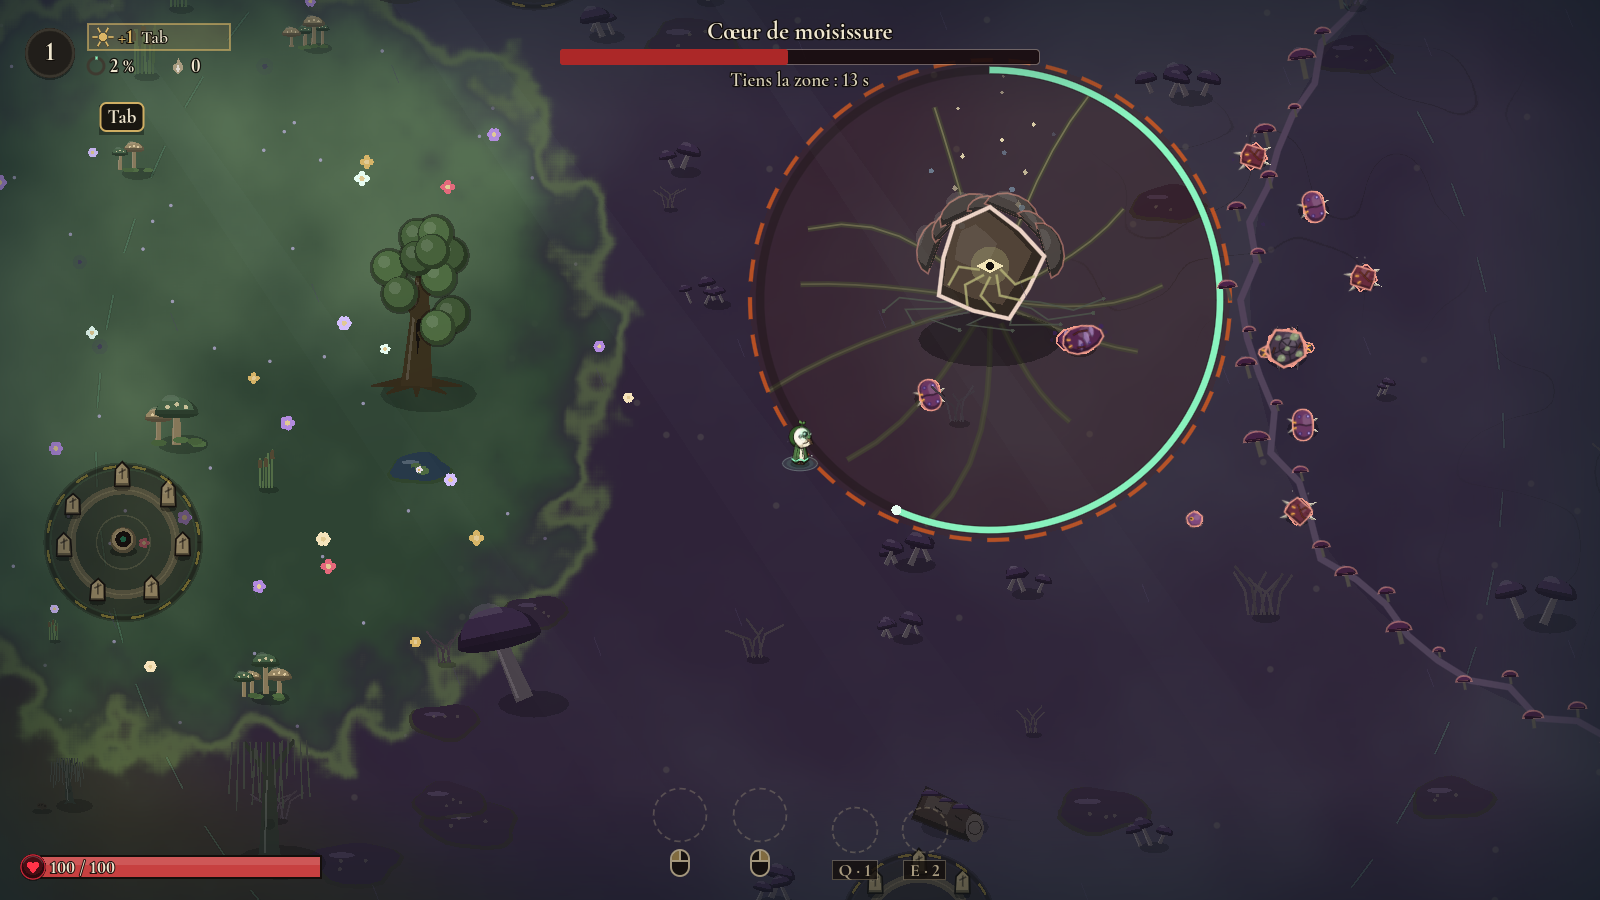 Cœur de moisissure
1
+1 Tab
2 %
0
Tiens la zone : 13 s
Tab
100 / 100
Q · 1
E · 2